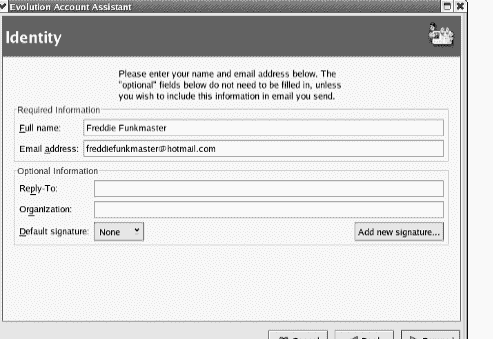 Evolution Account Assistant
Identity
Please enter your name and email address below. The
"optional" fields below do not need to be filled in, unless
you wish to include this information in email you send.
Required Information
Full name: Freddie Funkmaster
Email address: freddiefunkmaster@hotmail.com
Optional Information
Reply-To:
Organization:
Default signature: None Add new signature...